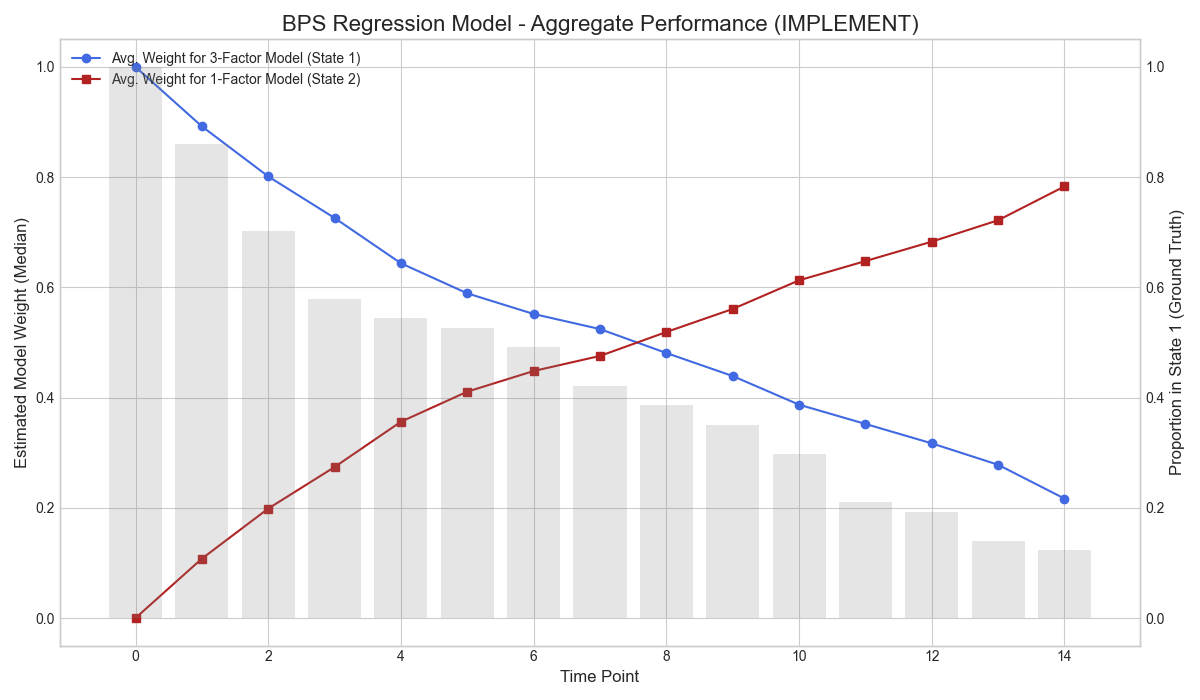 BPS Regression Model - Aggregate Performance (IMPLEMENT)
Avg. Weight for 3-Factor Model (State 1)
Avg. Weight for 1-Factor Model (State 2)
Estimated Model Weight (Median)
1.0
0.8
0.6
0.4
0.2
0.0
Proportion in State 1 (Ground Truth)
1.0
0.8
0.6
0.4
0.2
0.0
0 2 4 6 8 10 12 14
Time Point